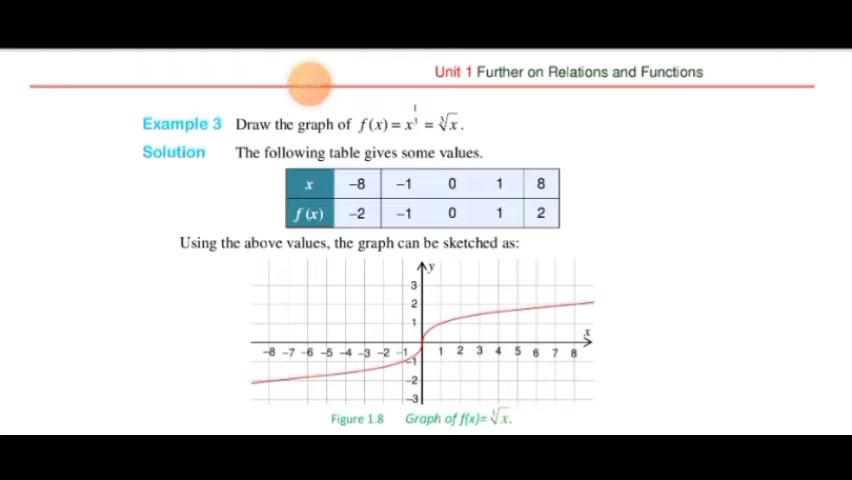 Unit 1 Further on Relations and Functions
Example 3 Draw the graph of f(x) = x^(1/3) = ∛x.
Solution The following table gives some values.
x −8 −1 0 1 8
f (x) −2 −1 0 1 2
Using the above values, the graph can be sketched as:
y
3
2
1
x
−8 −7 −6 −5 −4 −3 −2 −1 1 2 3 4 5 6 7 8
−1
−2
−3
Figure 1.8 Graph of f(x)= ∛x.